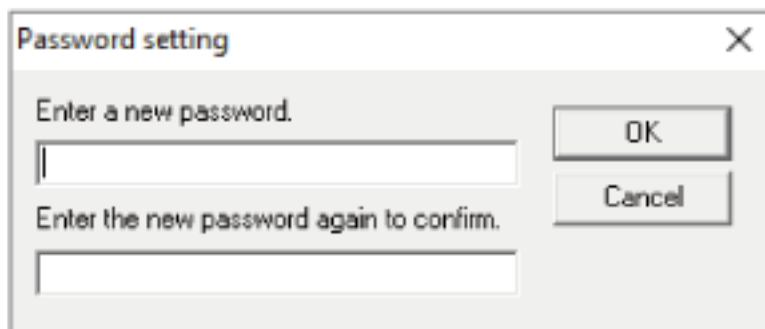 Password setting
Enter a new password.
OK
Cancel
Enter the new password again to confirm.